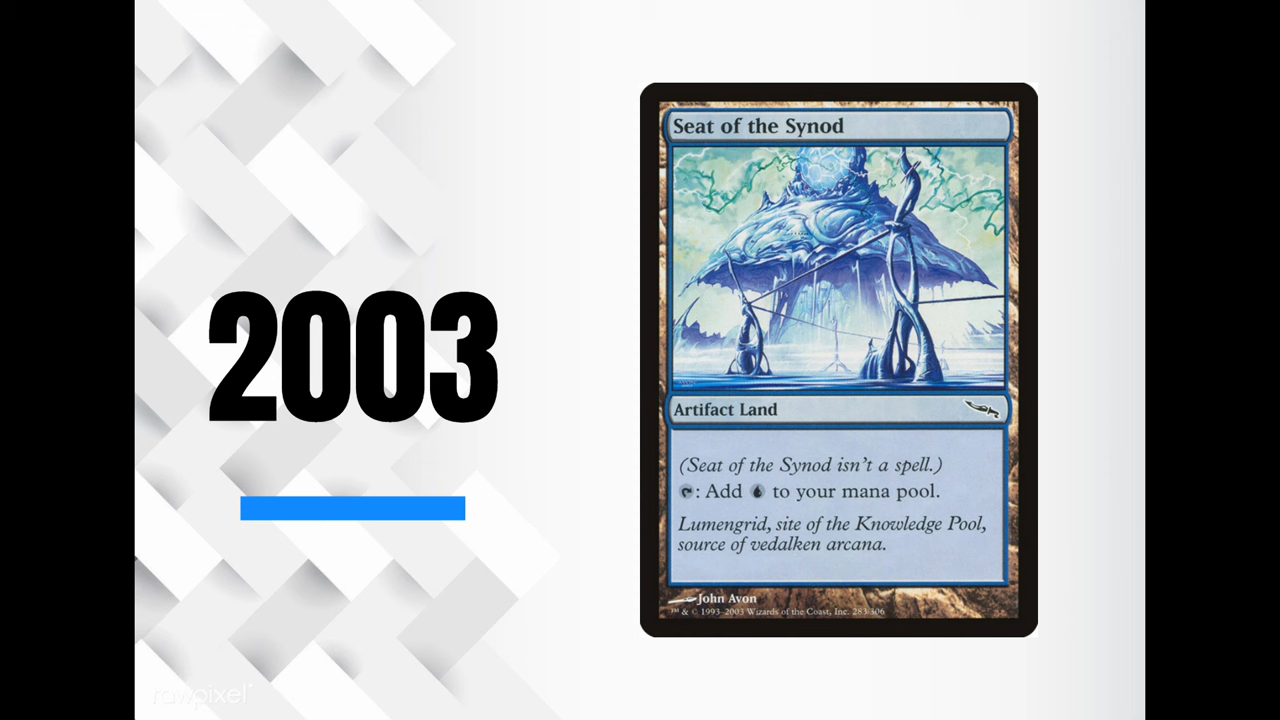 2003
Seat of the Synod
Artifact Land
(Seat of the Synod isn't a spell.)
: Add to your mana pool.
Lumengrid, site of the Knowledge Pool,
source of vedalken arcana.
John Avon
™ & © 1993–2003 Wizards of the Coast, Inc. 283/306
rawpixel